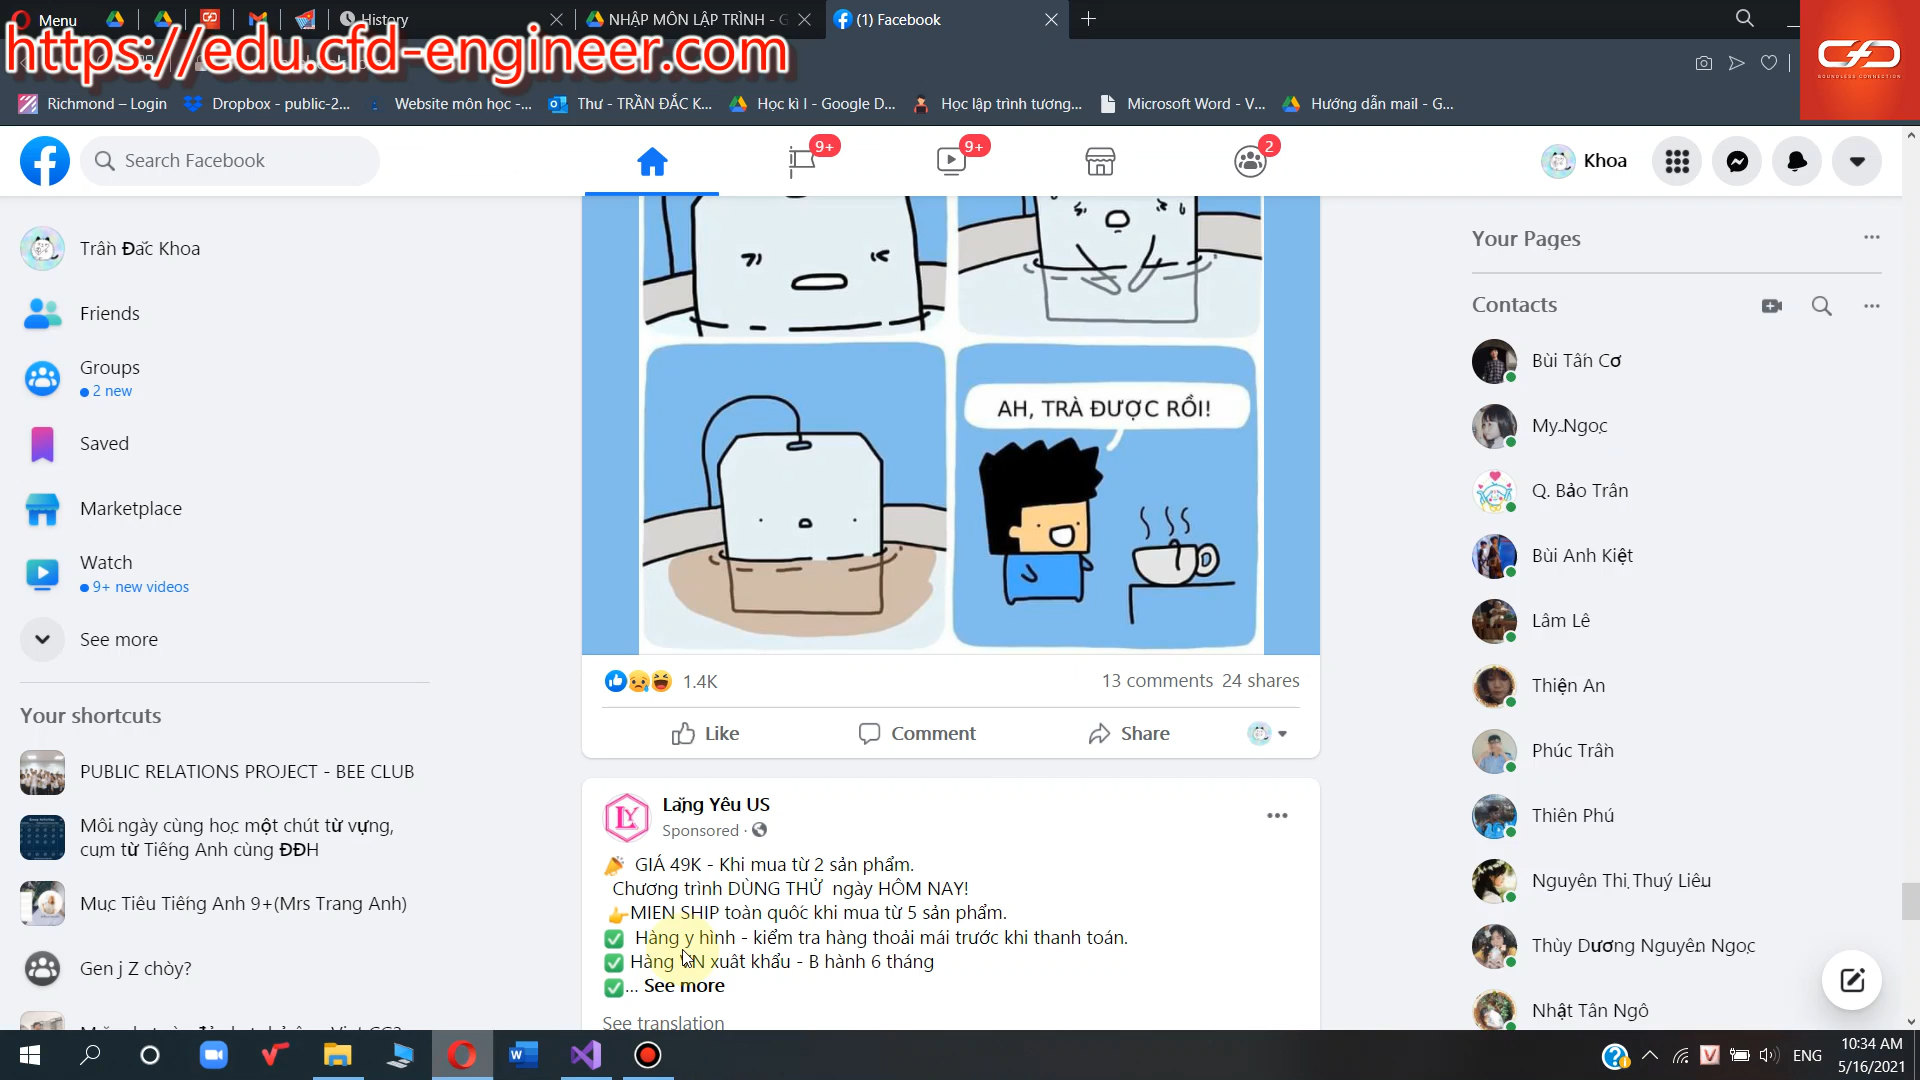 Menu
History
NHẬP MÔN LẬP TRÌNH - G
(1) Facebook
https://edu.cfd-engineer.com
BOUNDLESS CONNECTION
Richmond – Login
Dropbox - public-2...
Website môn học -...
Thư - TRẦN ĐẮC K...
Học kì I - Google D...
Học lập trình tương...
Microsoft Word - V...
Hướng dẫn mail - G...
Search Facebook
9+
9+
2
Khoa
Trần Đắc Khoa
Friends
Groups
2 new
Saved
Marketplace
Watch
9+ new videos
See more
Your shortcuts
PUBLIC RELATIONS PROJECT - BEE CLUB
Mỗi ngày cùng học một chút từ vựng,
cụm từ Tiếng Anh cùng ĐĐH
Mục Tiêu Tiếng Anh 9+(Mrs Trang Anh)
Gen j Z chòy?
AH, TRÀ ĐƯỢC RỒI!
1.4K
13 comments 24 shares
Like
Comment
Share
Lặng Yêu US
Sponsored
GIÁ 49K - Khi mua từ 2 sản phẩm.
Chương trình DÙNG THỬ ngày HÔM NAY!
MIEN SHIP toàn quốc khi mua từ 5 sản phẩm.
Hàng y hình - kiểm tra hàng thoải mái trước khi thanh toán.
Hàng VN xuất khẩu - B hành 6 tháng
... See more
See translation
Your Pages
Contacts
Bùi Tấn Cơ
My Ngọc
Q. Bảo Trân
Bùi Anh Kiệt
Lâm Lê
Thiện An
Phúc Trần
Thiên Phú
Nguyễn Thị Thuý Liễu
Thùy Dương Nguyễn Ngọc
Nhật Tân Ngô
ENG
10:34 AM
5/16/2021